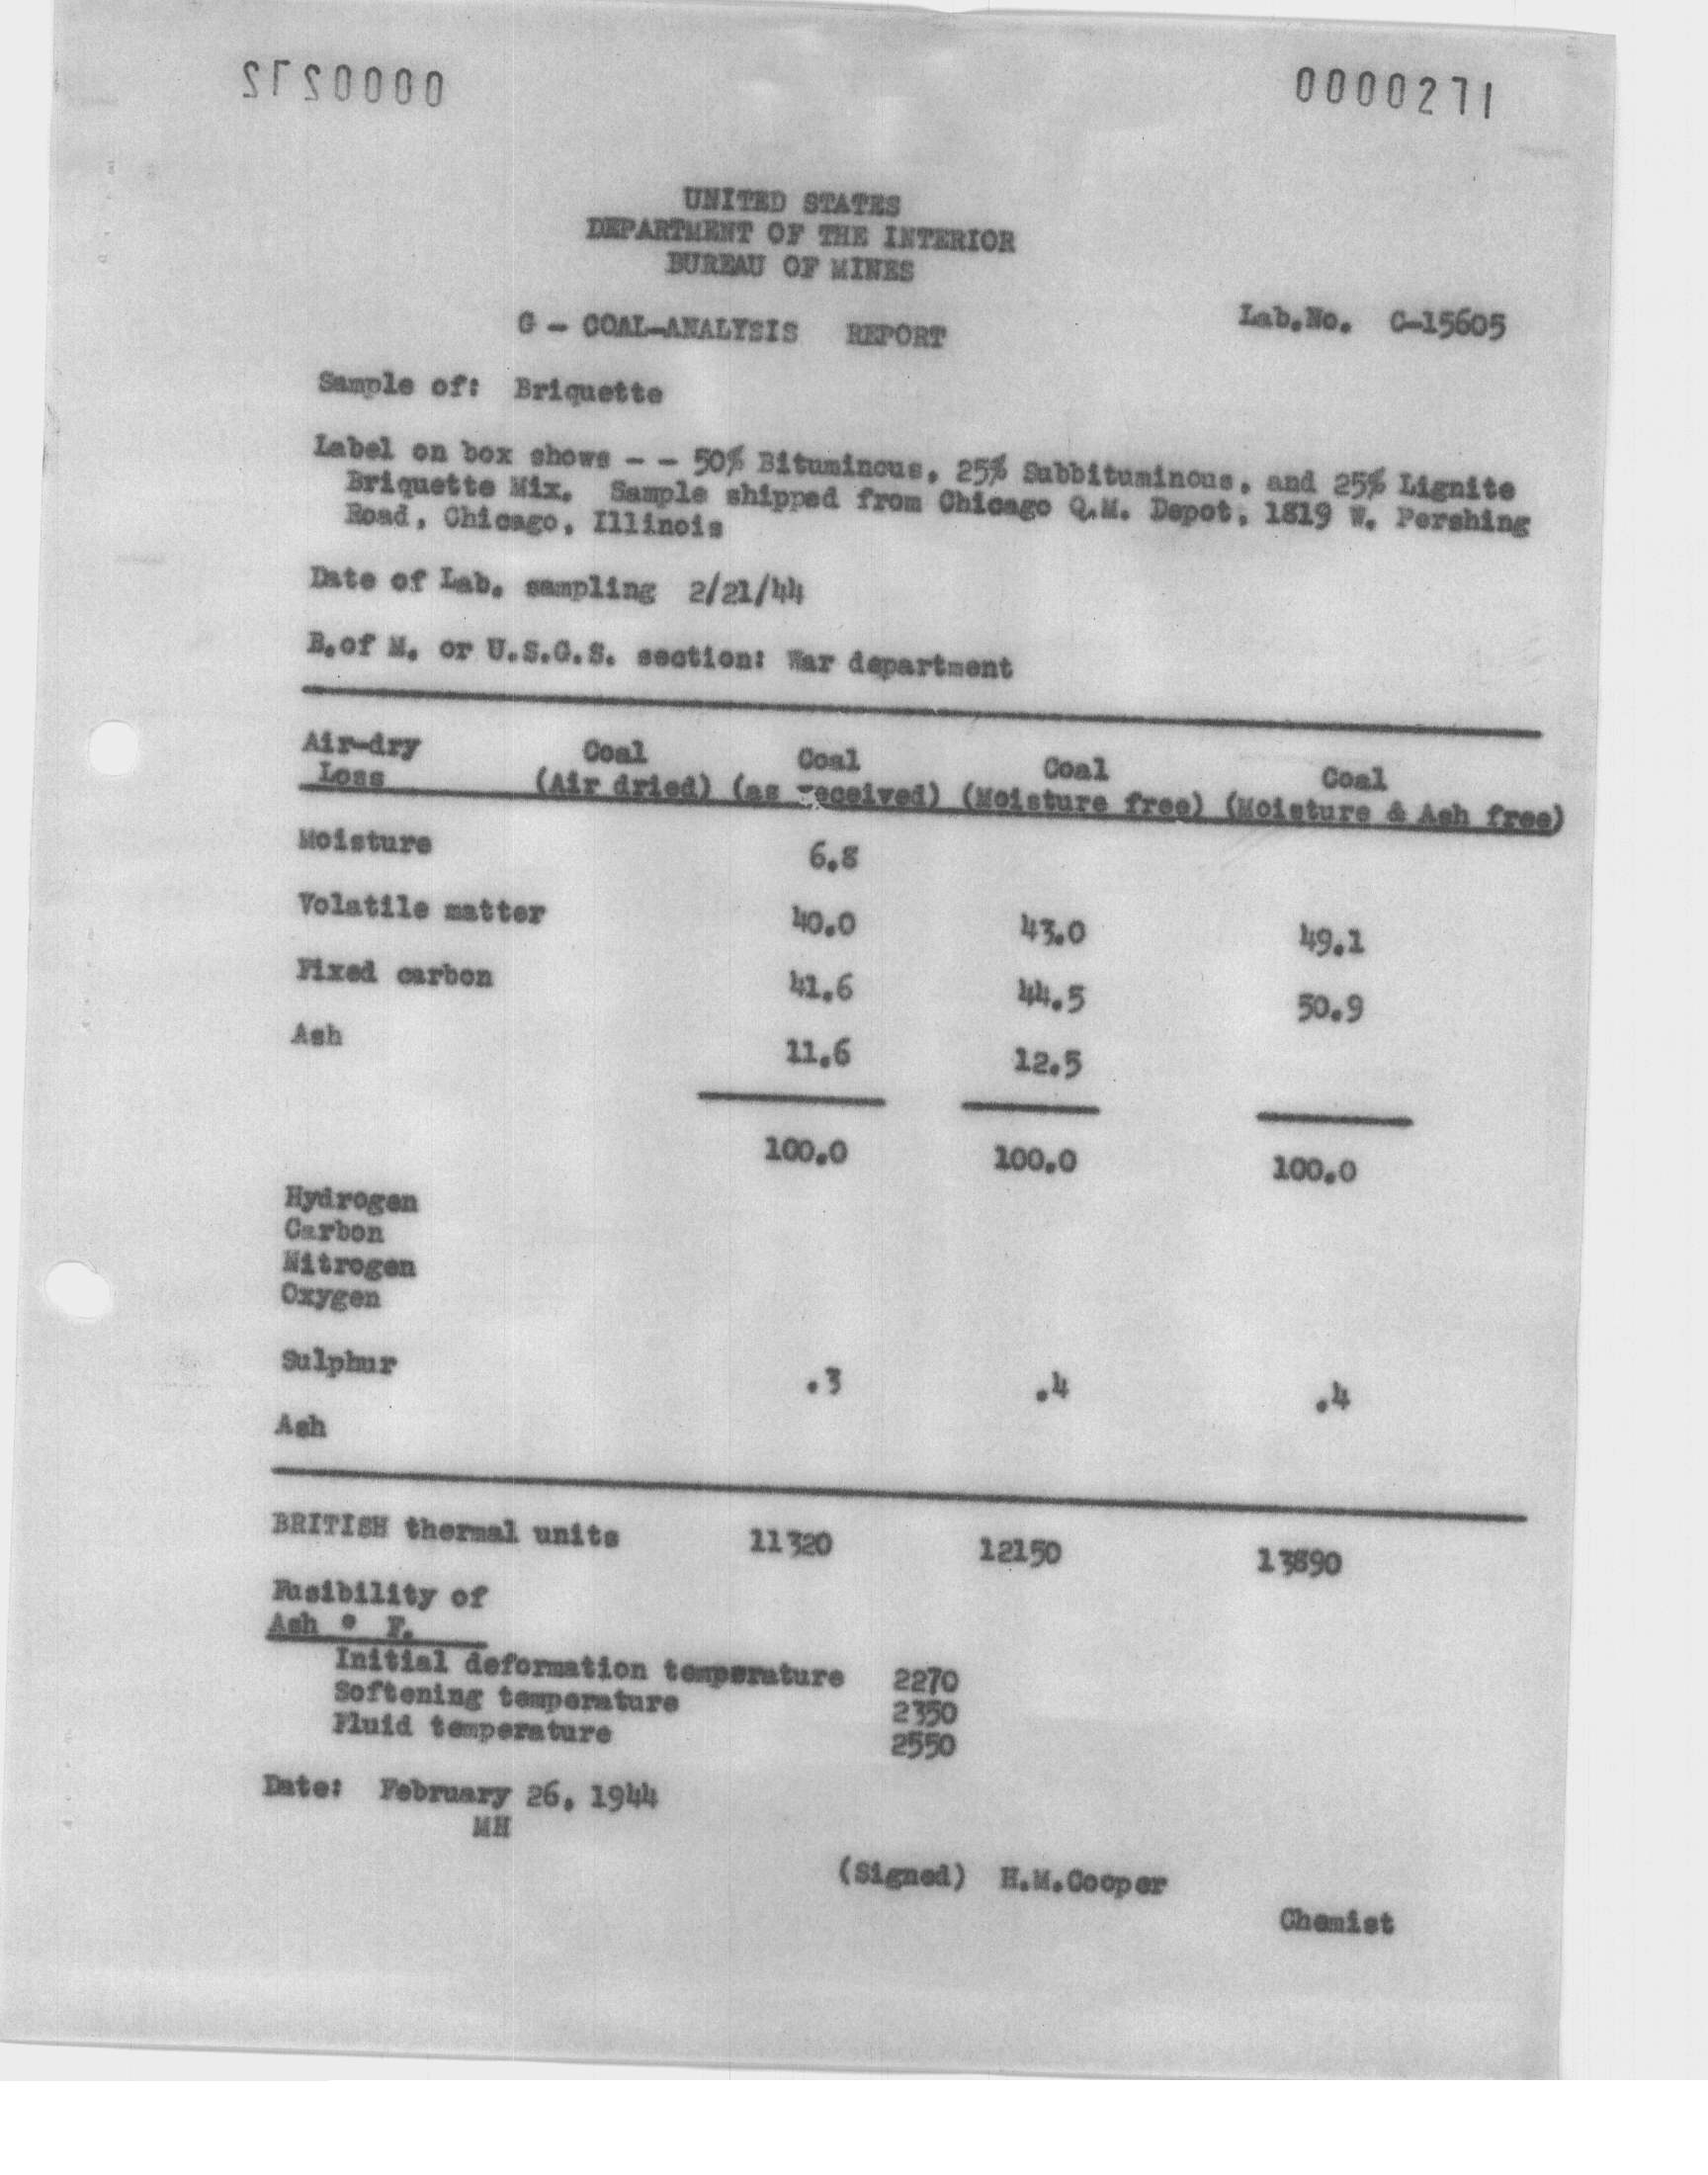 0000271
UNITED STATES
DEPARTMENT OF THE INTERIOR
BUREAU OF MINES
G - COAL-ANALYSIS REPORT Lab.No. C-15605
Sample of: Briquette
Label on box shows - - 50% Bituminous, 25% Subbituminous, and 25% Lignite
Briquette Mix. Sample shipped from Chicago Q.M. Depot, 1819 W. Pershing
Road, Chicago, Illinois
Date of Lab. sampling 2/21/44
B.of M. or U.S.G.S. section: War department
Air-dry Coal Coal Coal Coal
Loss (Air dried) (as received) (Moisture free) (Moisture & Ash free)
Moisture 6.8
Volatile matter 40.0 43.0 49.1
Fixed carbon 41.6 44.5 50.9
Ash 11.6 12.5
100.0 100.0 100.0
Hydrogen
Carbon
Nitrogen
Oxygen
Sulphur .3 .4 .4
Ash
BRITISH thermal units 11320 12150 13890
Fusibility of
Ash ° F.
Initial deformation temperature 2270
Softening temperature 2350
Fluid temperature 2550
Date: February 26, 1944
MH
(Signed) H.M.Cooper
Chemist